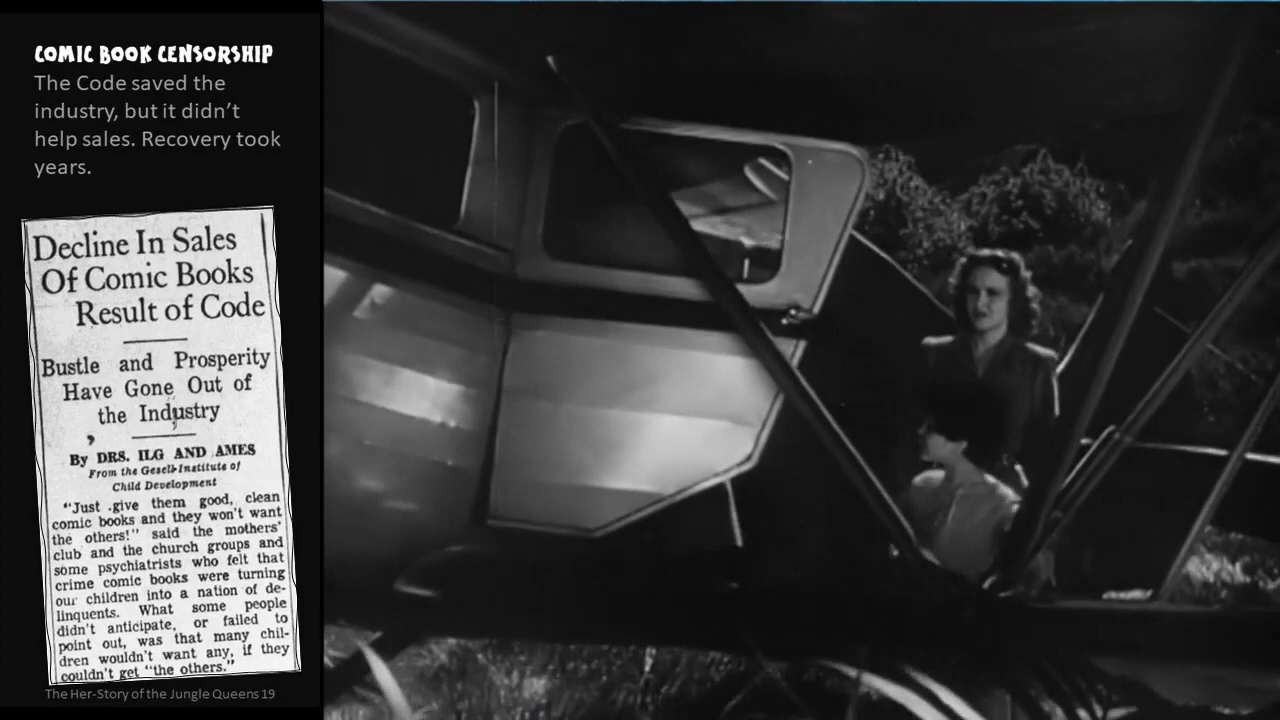 COMIC BOOK CENSORSHIP
The Code saved the
industry, but it didn't
help sales. Recovery took
years.
Decline In Sales
Of Comic Books
Result of Code
Bustle and Prosperity
Have Gone Out of
the Industry
By DRS. ILG AND AMES
From the Gesell Institute of
Child Development
"Just give them good, clean
comic books and they won't want
the others!" said the mothers'
club and the church groups and
some psychiatrists who felt that
crime comic books were turning
our children into a nation of de-
linquents. What some people
didn't anticipate, or failed to
point out, was that many chil-
dren wouldn't want any, if they
couldn't get "the others."
The Her-Story of the Jungle Queens 19